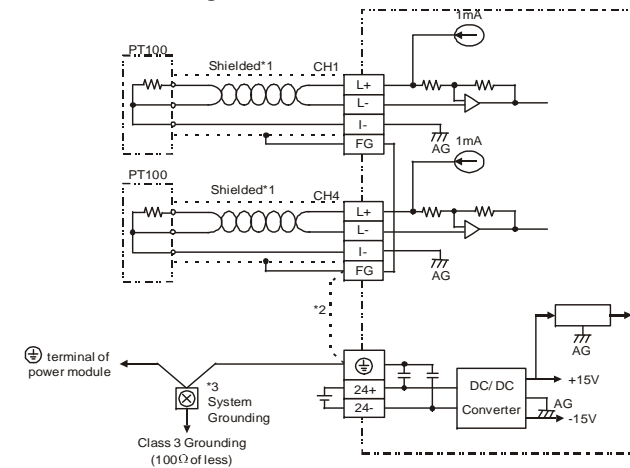 1mA
PT100
Shielded*1
CH1
L+
L-
I-
FG
AG
1mA
PT100
Shielded*1
CH4
L+
L-
I-
FG
AG
*2
AG
terminal of
power module
*3
System
Grounding
24+
24-
DC/ DC
Converter
+15V
AG
-15V
Class 3 Grounding
(100Ω of less)